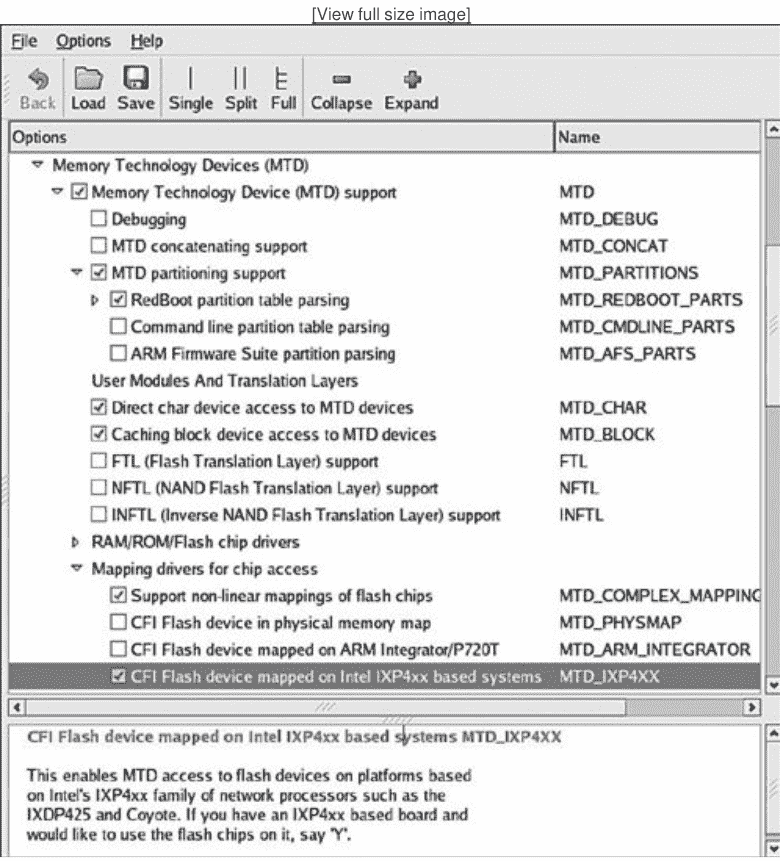 [View full size image]
File Options Help
Back Load Save Single Split Full Collapse Expand
Options Name
Memory Technology Devices (MTD)
Memory Technology Device (MTD) support MTD
Debugging MTD_DEBUG
MTD concatenating support MTD_CONCAT
MTD partitioning support MTD_PARTITIONS
RedBoot partition table parsing MTD_REDBOOT_PARTS
Command line partition table parsing MTD_CMDLINE_PARTS
ARM Firmware Suite partition parsing MTD_AFS_PARTS
User Modules And Translation Layers
Direct char device access to MTD devices MTD_CHAR
Caching block device access to MTD devices MTD_BLOCK
FTL (Flash Translation Layer) support FTL
NFTL (NAND Flash Translation Layer) support NFTL
INFTL (Inverse NAND Flash Translation Layer) support INFTL
RAM/ROM/Flash chip drivers
Mapping drivers for chip access
Support non-linear mappings of flash chips MTD_COMPLEX_MAPPING
CFI Flash device in physical memory map MTD_PHYSMAP
CFI Flash device mapped on ARM Integrator/P720T MTD_ARM_INTEGRATOR
CFI Flash device mapped on Intel IXP4xx based systems MTD_IXP4XX
CFI Flash device mapped on Intel IXP4xx based systems MTD_IXP4XX
This enables MTD access to flash devices on platforms based
on Intel's IXP4xx family of network processors such as the
IXDP425 and Coyote. If you have an IXP4xx based board and
would like to use the flash chips on it, say 'Y'.